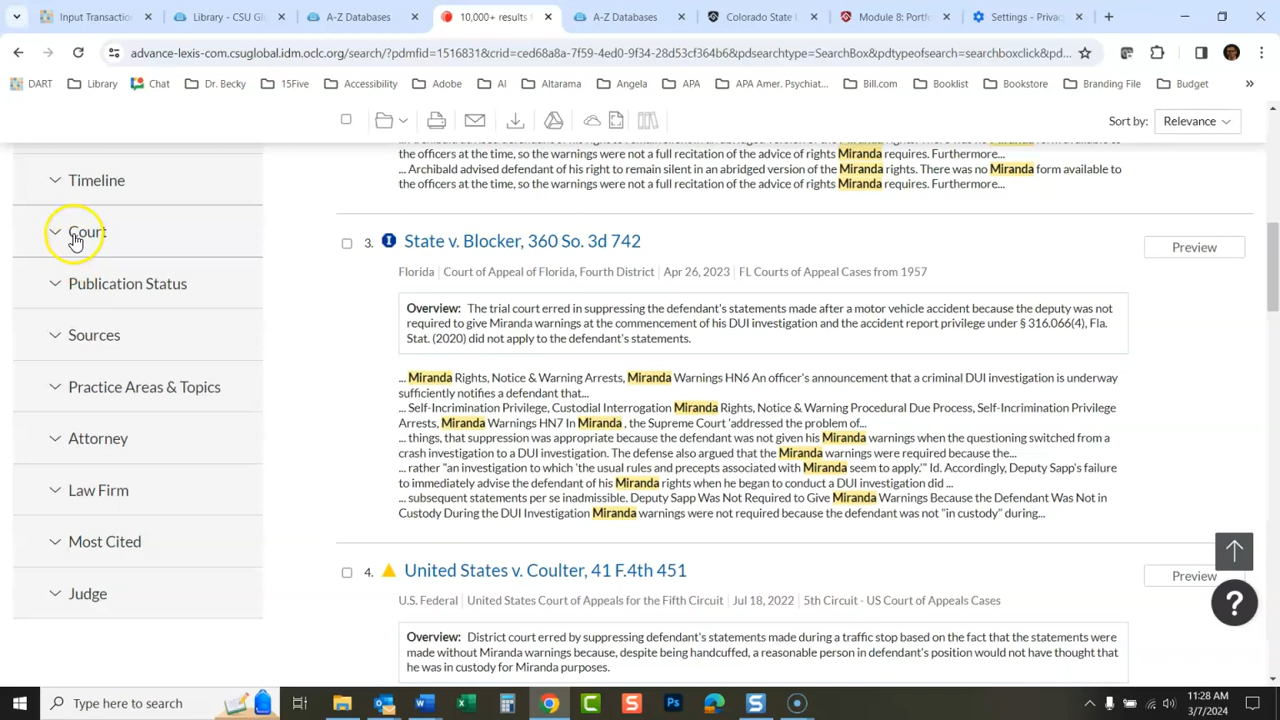 Input Transaction
Library - CSU Gl
A-Z Databases
10,000+ results f
A-Z Databases
Colorado State U
Module 8: Portfo
Settings - Privac
advance-lexis-com.csuglobal.idm.oclc.org/search/?pdmfid=1516831&crid=ced68a8a-7f59-4ed0-9f34-28d53cf364b6&pdsearchtype=SearchBox&pdtypeofsearch=searchboxclick&pd...
DART
Library
Chat
Dr. Becky
15Five
Accessibility
Adobe
AI
Altarama
Angela
APA
APA Amer. Psychiat...
Bill.com
Booklist
Bookstore
Branding File
Budget
»
Sort by: Relevance
Timeline
Court
Publication Status
Sources
Practice Areas & Topics
Attorney
Law Firm
Most Cited
Judge
the officers at the time, so the warnings were not a full recitation of the advice of rights Miranda requires. Furthermore...
... Archibald advised defendant of his right to remain silent in an abridged version of the Miranda rights. There was no Miranda form available to
the officers at the time, so the warnings were not a full recitation of the advice of rights Miranda requires. Furthermore...
3. State v. Blocker, 360 So. 3d 742
Preview
Florida | Court of Appeal of Florida, Fourth District | Apr 26, 2023 | FL Courts of Appeal Cases from 1957
Overview: The trial court erred in suppressing the defendant's statements made after a motor vehicle accident because the deputy was not
required to give Miranda warnings at the commencement of his DUI investigation and the accident report privilege under § 316.066(4), Fla.
Stat. (2020) did not apply to the defendant's statements.
... Miranda Rights, Notice & Warning Arrests, Miranda Warnings HN6 An officer's announcement that a criminal DUI investigation is underway
sufficiently notifies a defendant that...
... Self-Incrimination Privilege, Custodial Interrogation Miranda Rights, Notice & Warning Procedural Due Process, Self-Incrimination Privilege
Arrests, Miranda Warnings HN7 In Miranda , the Supreme Court 'addressed the problem of...
... things, that suppression was appropriate because the defendant was not given his Miranda warnings when the questioning switched from a
crash investigation to a DUI investigation. The defense also argued that the Miranda warnings were required because the...
... rather "an investigation to which 'the usual rules and precepts associated with Miranda seem to apply.'" Id. Accordingly, Deputy Sapp's failure
to immediately advise the defendant of his Miranda rights when he began to conduct a DUI investigation did ...
... subsequent statements per se inadmissible. Deputy Sapp Was Not Required to Give Miranda Warnings Because the Defendant Was Not in
Custody During the DUI Investigation Miranda warnings were not required because the defendant was not "in custody" during...
4. United States v. Coulter, 41 F.4th 451
Preview
U.S. Federal | United States Court of Appeals for the Fifth Circuit | Jul 18, 2022 | 5th Circuit - US Court of Appeals Cases
Overview: District court erred by suppressing defendant's statements made during a traffic stop based on the fact that the statements were
made without Miranda warnings because, despite being handcuffed, a reasonable person in defendant's position would not have thought that
he was in custody for Miranda purposes.
?
Type here to search
11:28 AM
3/7/2024